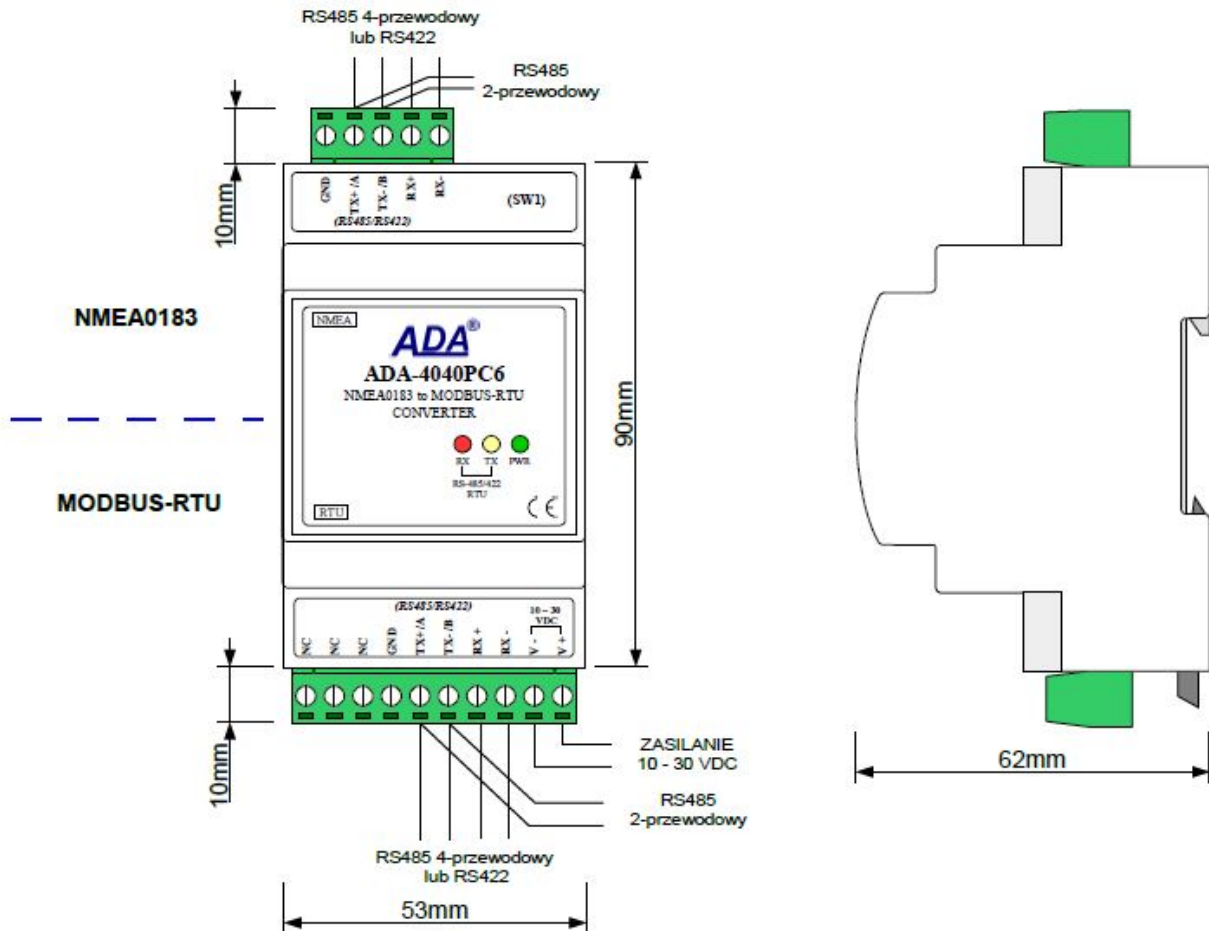 RS485 4-przewodowy
lub RS422
RS485
2-przewodowy
10mm
GND
TX+ /A
TX- /B
RX+
RX-
(RS485/RS422)
(SW1)
NMEA0183
MODBUS-RTU
NMEA
ADA®
ADA-4040PC6
NMEA0183 to MODBUS-RTU
CONVERTER
RX TX PWR
RS-485/422
RTU
RTU
CE
90mm
(RS485/RS422)
10 – 30
VDC
NC
NC
NC
GND
TX+/A
TX- /B
RX +
RX -
V -
V +
10mm
ZASILANIE
10 - 30 VDC
RS485
2-przewodowy
RS485 4-przewodowy
lub RS422
53mm
62mm